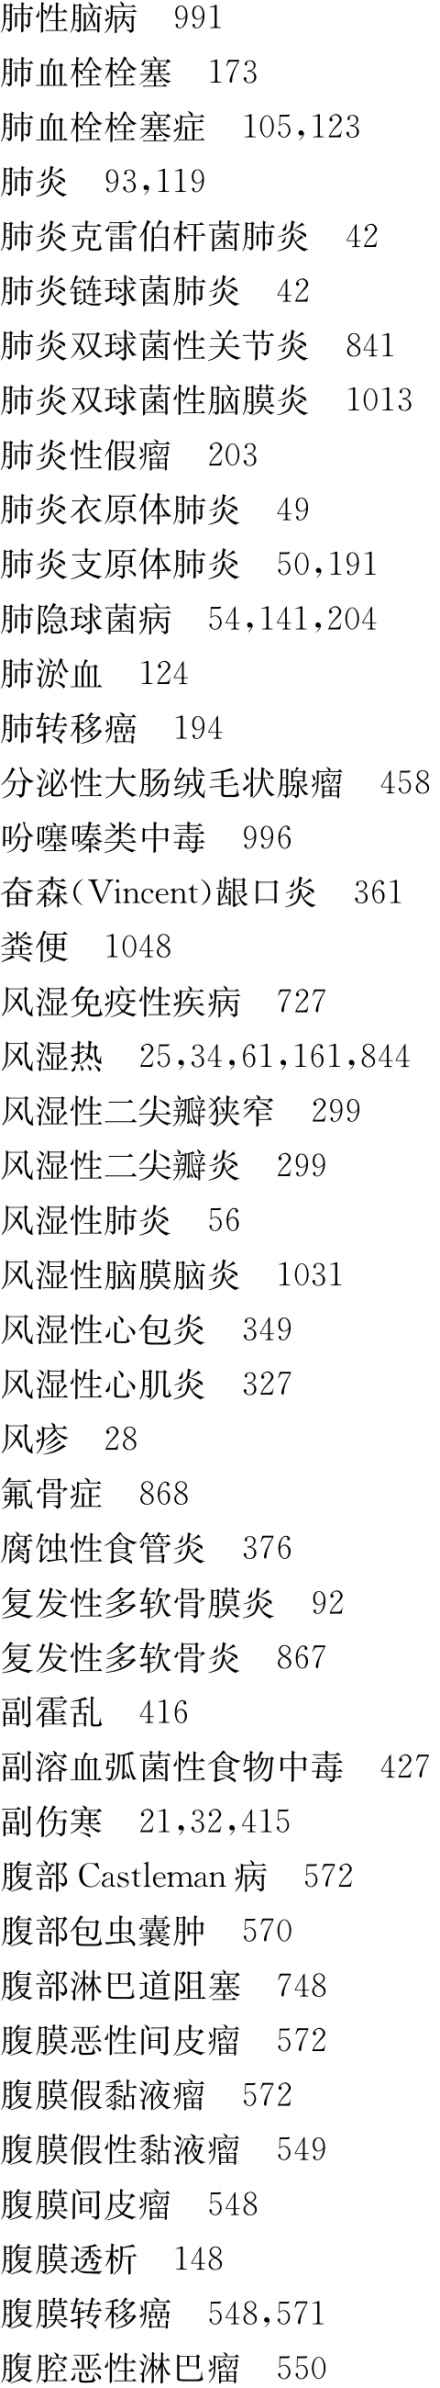 肺性脑病　991
肺血栓栓塞　173
肺血栓栓塞症　105,123
肺炎　93,119
肺炎克雷伯杆菌肺炎　42
肺炎链球菌肺炎　42
肺炎双球菌性关节炎　841
肺炎双球菌性脑膜炎　1013
肺炎性假瘤　203
肺炎衣原体肺炎　49
肺炎支原体肺炎　50,191
肺隐球菌病　54,141,204
肺淤血　124
肺转移癌　194
分泌性大肠绒毛状腺瘤　458
吩噻嗪类中毒　996
奋森(Vincent)龈口炎　361
粪便　1048
风湿免疫性疾病　727
风湿热　25,34,61,161,844
风湿性二尖瓣狭窄　299
风湿性二尖瓣炎　299
风湿性肺炎　56
风湿性脑膜脑炎　1031
风湿性心包炎　349
风湿性心肌炎　327
风疹　28
氟骨症　868
腐蚀性食管炎　376
复发性多软骨膜炎　92
复发性多软骨炎　867
副霍乱　416
副溶血弧菌性食物中毒　427
副伤寒　21,32,415
腹部 Castleman 病　572
腹部包虫囊肿　570
腹部淋巴道阻塞　748
腹膜恶性间皮瘤　572
腹膜假黏液瘤　572
腹膜假性黏液瘤　549
腹膜间皮瘤　548
腹膜透析　148
腹膜转移癌　548,571
腹腔恶性淋巴瘤　550